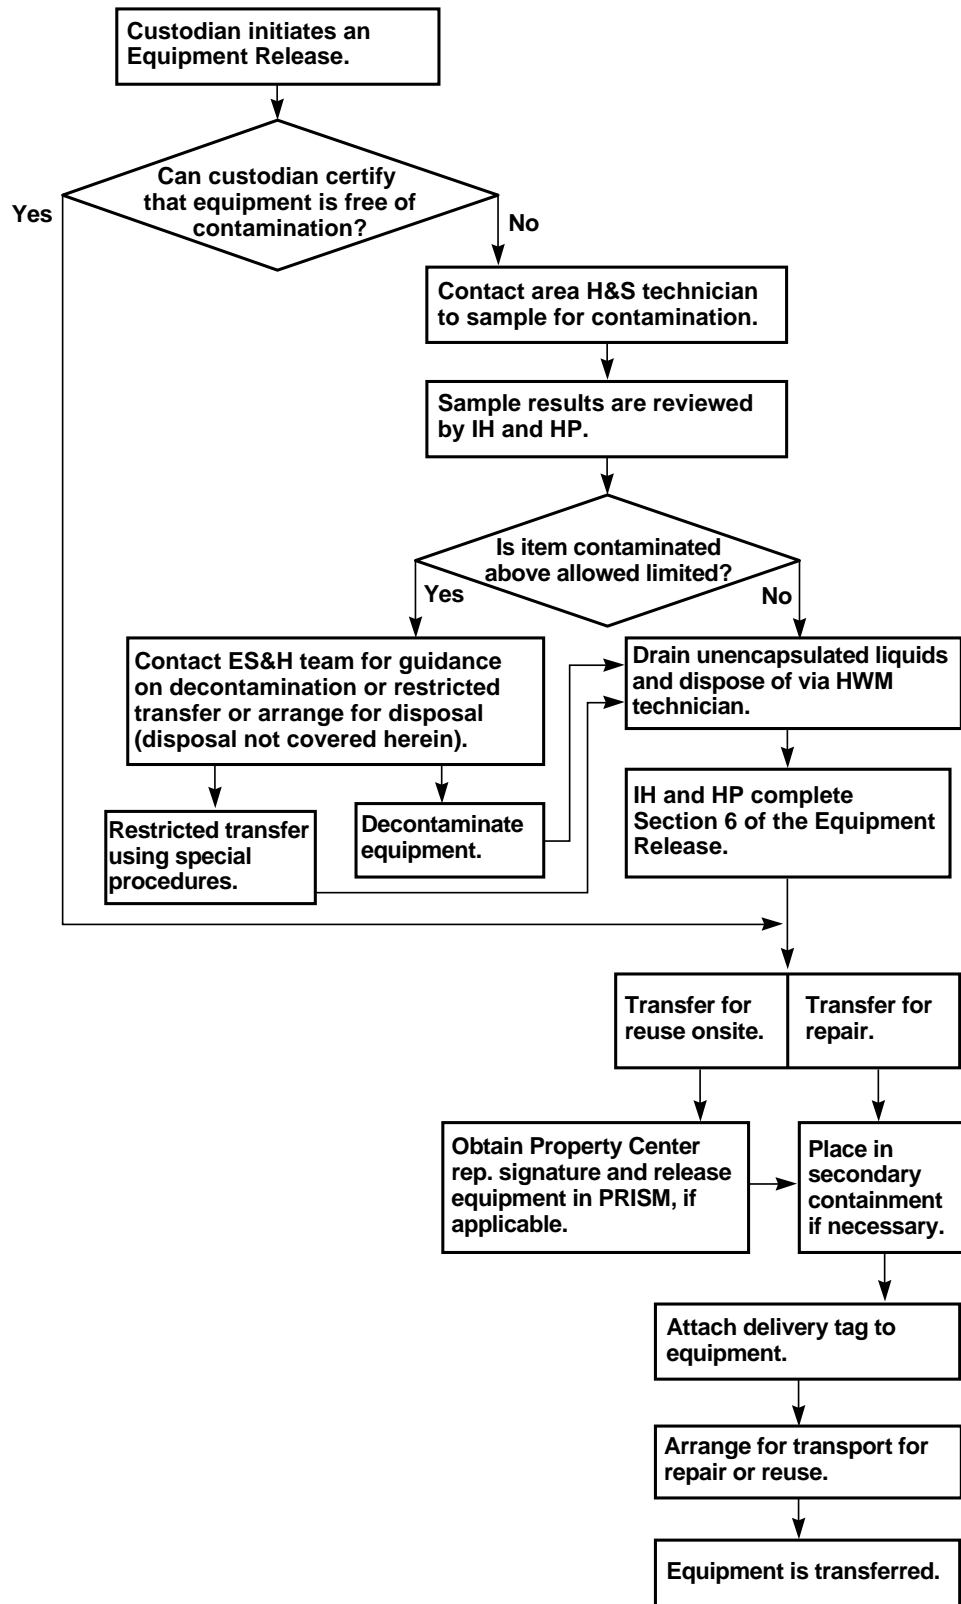 Custodian initiates an
Equipment Release.
Can custodian certify
that equipment is free of
contamination?
Yes
No
Contact area H&S technician
to sample for contamination.
Sample results are reviewed
by IH and HP.
Is item contaminated
above allowed limited?
Yes
No
Contact ES&H team for guidance
on decontamination or restricted
transfer or arrange for disposal
(disposal not covered herein).
Drain unencapsulated liquids
and dispose of via HWM
technician.
Restricted transfer
using special
procedures.
Decontaminate
equipment.
IH and HP complete
Section 6 of the Equipment
Release.
Transfer for
reuse onsite.
Transfer for
repair.
Obtain Property Center
rep. signature and release
equipment in PRISM, if
applicable.
Place in
secondary
containment
if necessary.
Attach delivery tag to
equipment.
Arrange for transport for
repair or reuse.
Equipment is transferred.